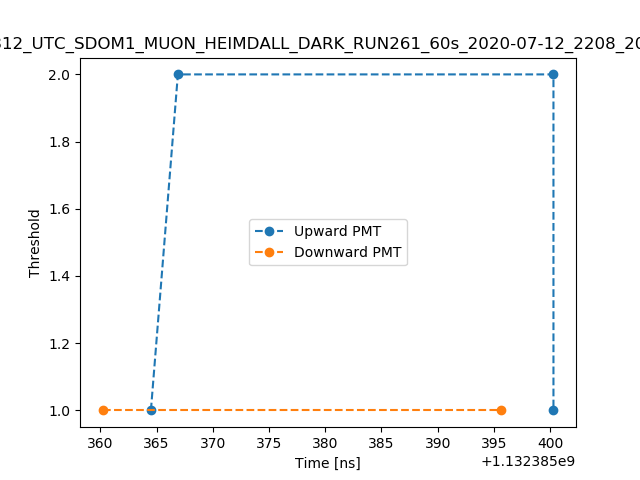 312_UTC_SDOM1_MUON_HEIMDALL_DARK_RUN261_60s_2020-07-12_2208_20
2.0
1.8
1.6
1.4
1.2
1.0
Threshold
Upward PMT
Downward PMT
360 365 370 375 380 385 390 395 400
Time [ns]
+1.132385e9